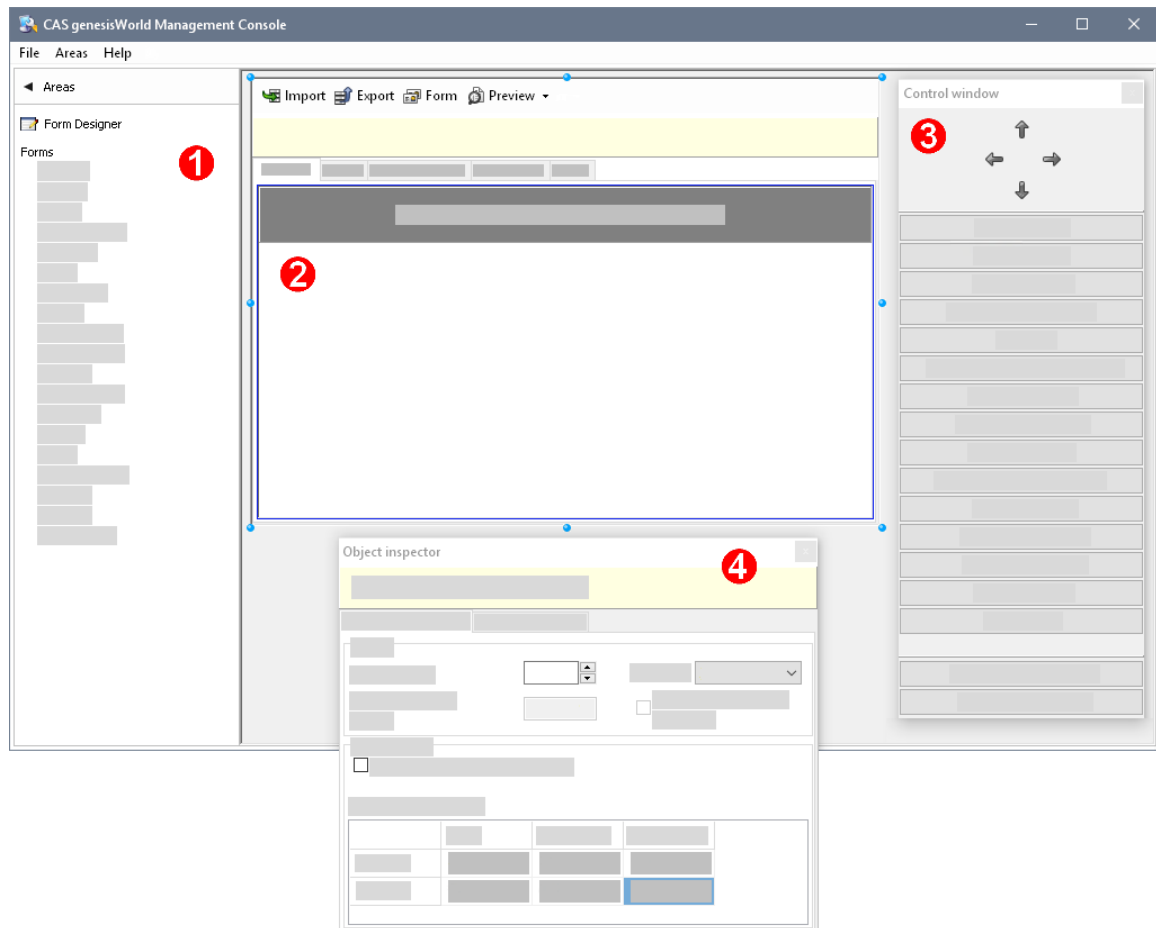 CAS genesisWorld Management Console
File Areas Help
Areas
Form Designer
Forms
1
Import Export Form Preview
2
Control window
3
Object inspector
4